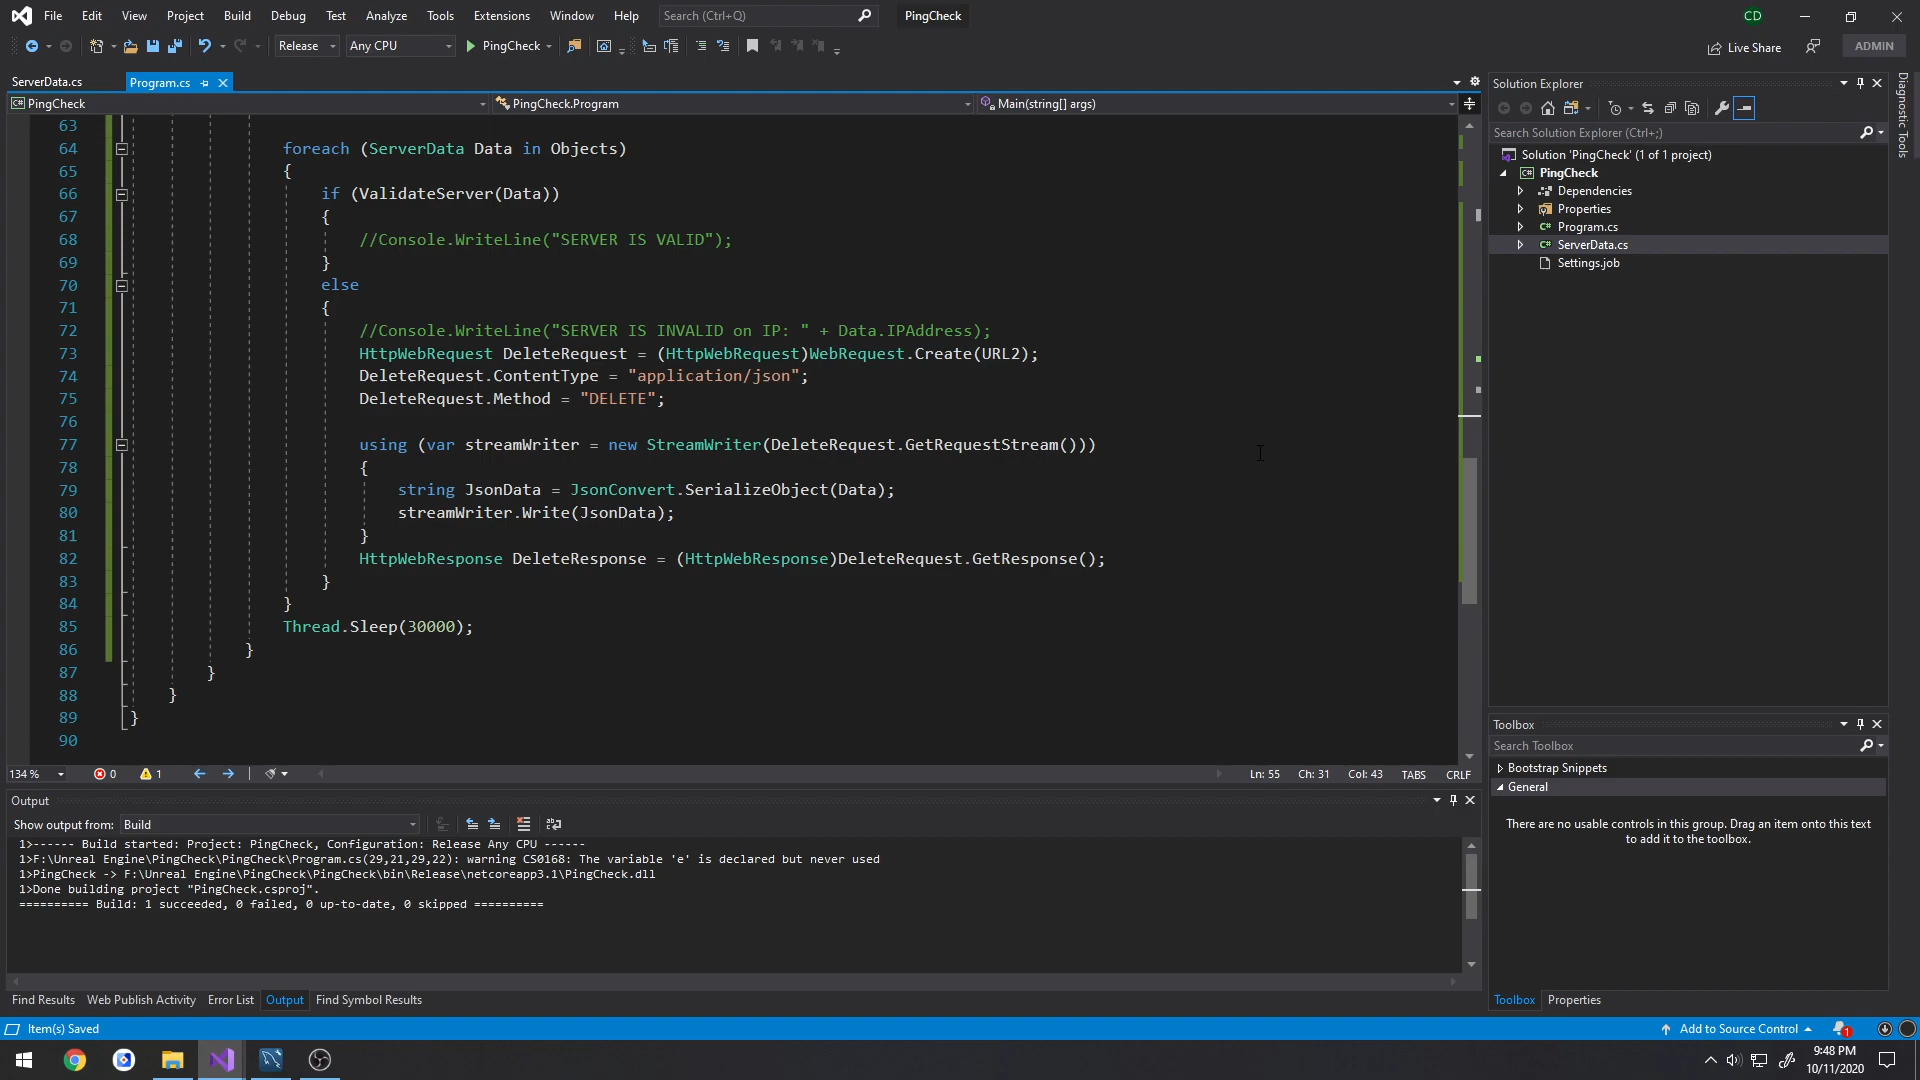 File Edit View Project Build Debug Test Analyze Tools Extensions Window Help Search (Ctrl+Q) PingCheck CD
Release Any CPU PingCheck Live Share ADMIN
ServerData.cs Program.cs
PingCheck PingCheck.Program Main(string[] args)
63
64 foreach (ServerData Data in Objects)
65 {
66 if (ValidateServer(Data))
67 {
68 //Console.WriteLine("SERVER IS VALID");
69 }
70 else
71 {
72 //Console.WriteLine("SERVER IS INVALID on IP: " + Data.IPAddress);
73 HttpWebRequest DeleteRequest = (HttpWebRequest)WebRequest.Create(URL2);
74 DeleteRequest.ContentType = "application/json";
75 DeleteRequest.Method = "DELETE";
76
77 using (var streamWriter = new StreamWriter(DeleteRequest.GetRequestStream()))
78 {
79 string JsonData = JsonConvert.SerializeObject(Data);
80 streamWriter.Write(JsonData);
81 }
82 HttpWebResponse DeleteResponse = (HttpWebResponse)DeleteRequest.GetResponse();
83 }
84 }
85 Thread.Sleep(30000);
86 }
87 }
88 }
89 }
90
134 % 0 1 Ln: 55 Ch: 31 Col: 43 TABS CRLF
Output
Show output from: Build
1>------ Build started: Project: PingCheck, Configuration: Release Any CPU ------
1>F:\Unreal Engine\PingCheck\PingCheck\Program.cs(29,21,29,22): warning CS0168: The variable 'e' is declared but never used
1>PingCheck -> F:\Unreal Engine\PingCheck\PingCheck\bin\Release\netcoreapp3.1\PingCheck.dll
1>Done building project "PingCheck.csproj".
========== Build: 1 succeeded, 0 failed, 0 up-to-date, 0 skipped ==========
Find Results Web Publish Activity Error List Output Find Symbol Results
Solution Explorer
Search Solution Explorer (Ctrl+;)
Solution 'PingCheck' (1 of 1 project)
PingCheck
Dependencies
Properties
Program.cs
ServerData.cs
Settings.job
Toolbox
Search Toolbox
Bootstrap Snippets
General
There are no usable controls in this group. Drag an item onto this text
to add it to the toolbox.
Toolbox Properties
Diagnostic Tools
Item(s) Saved Add to Source Control 1
9:48 PM
10/11/2020